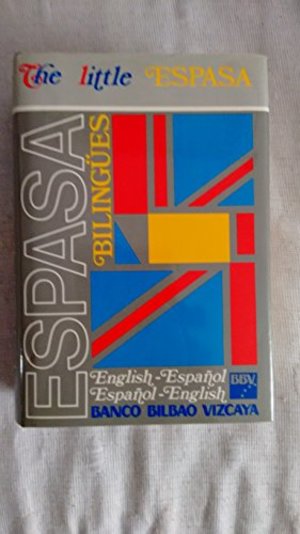 The little ESPASA
ESPASA
BILINGÜES
English-Español
Español-English
BBV
BANCO BILBAO VIZCAYA